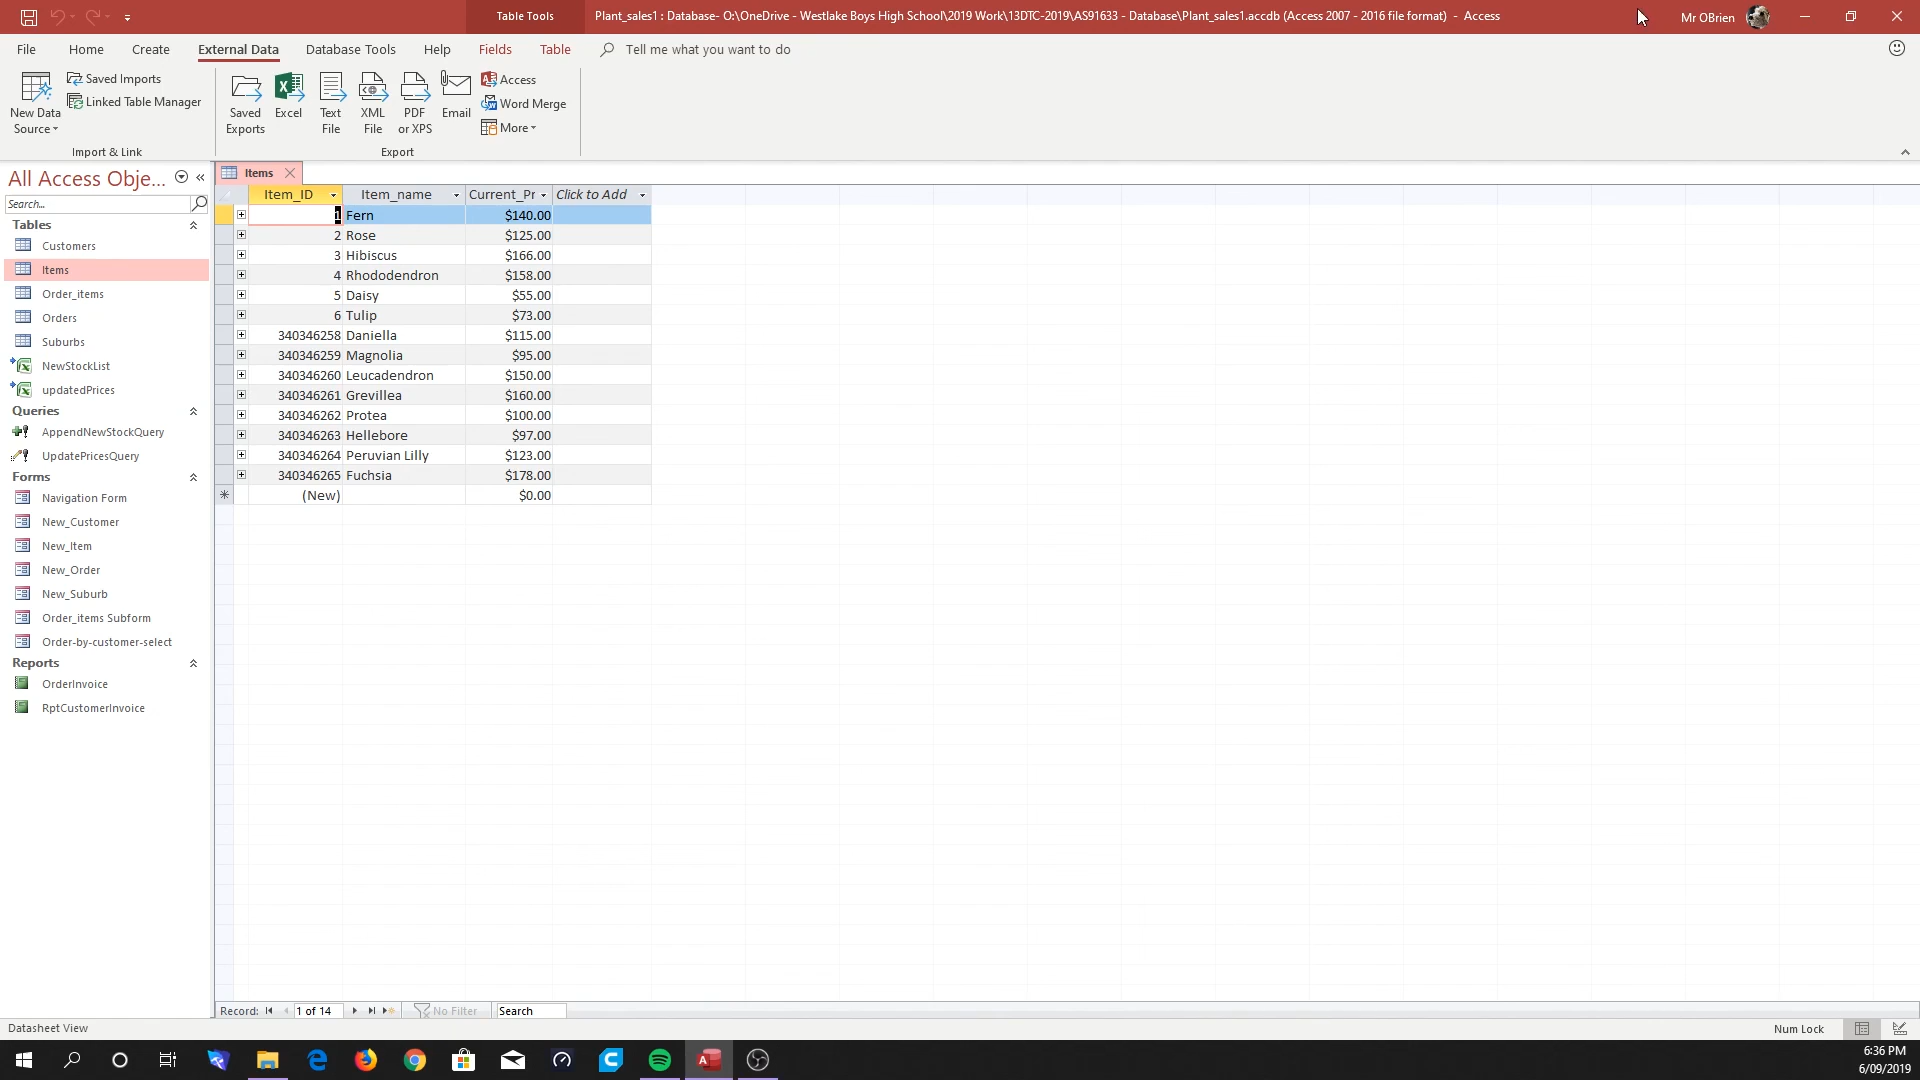 Table Tools
Plant_sales1 : Database- O:\OneDrive - Westlake Boys High School\2019 Work\13DTC-2019\AS91633 - Database\Plant_sales1.accdb (Access 2007 - 2016 file format) - Access
Mr OBrien
File Home Create External Data Database Tools Help Fields Table Tell me what you want to do
New Data Source
Saved Imports
Linked Table Manager
Saved Exports
Excel
Text File
XML File
PDF or XPS
Email
Access
Word Merge
More
Import & Link
Export
All Access Obje...
Search...
Tables
Customers
Items
Order_items
Orders
Suburbs
NewStockList
updatedPrices
Queries
AppendNewStockQuery
UpdatePricesQuery
Forms
Navigation Form
New_Customer
New_Item
New_Order
New_Suburb
Order_items Subform
Order-by-customer-select
Reports
OrderInvoice
RptCustomerInvoice
Items
Item_ID Item_name Current_Pr Click to Add
1 Fern $140.00
2 Rose $125.00
3 Hibiscus $166.00
4 Rhododendron $158.00
5 Daisy $55.00
6 Tulip $73.00
340346258 Daniella $115.00
340346259 Magnolia $95.00
340346260 Leucadendron $150.00
340346261 Grevillea $160.00
340346262 Protea $100.00
340346263 Hellebore $97.00
340346264 Peruvian Lilly $123.00
340346265 Fuchsia $178.00
(New) $0.00
Record: 1 of 14 No Filter Search
Datasheet View
Num Lock
6:36 PM
6/09/2019